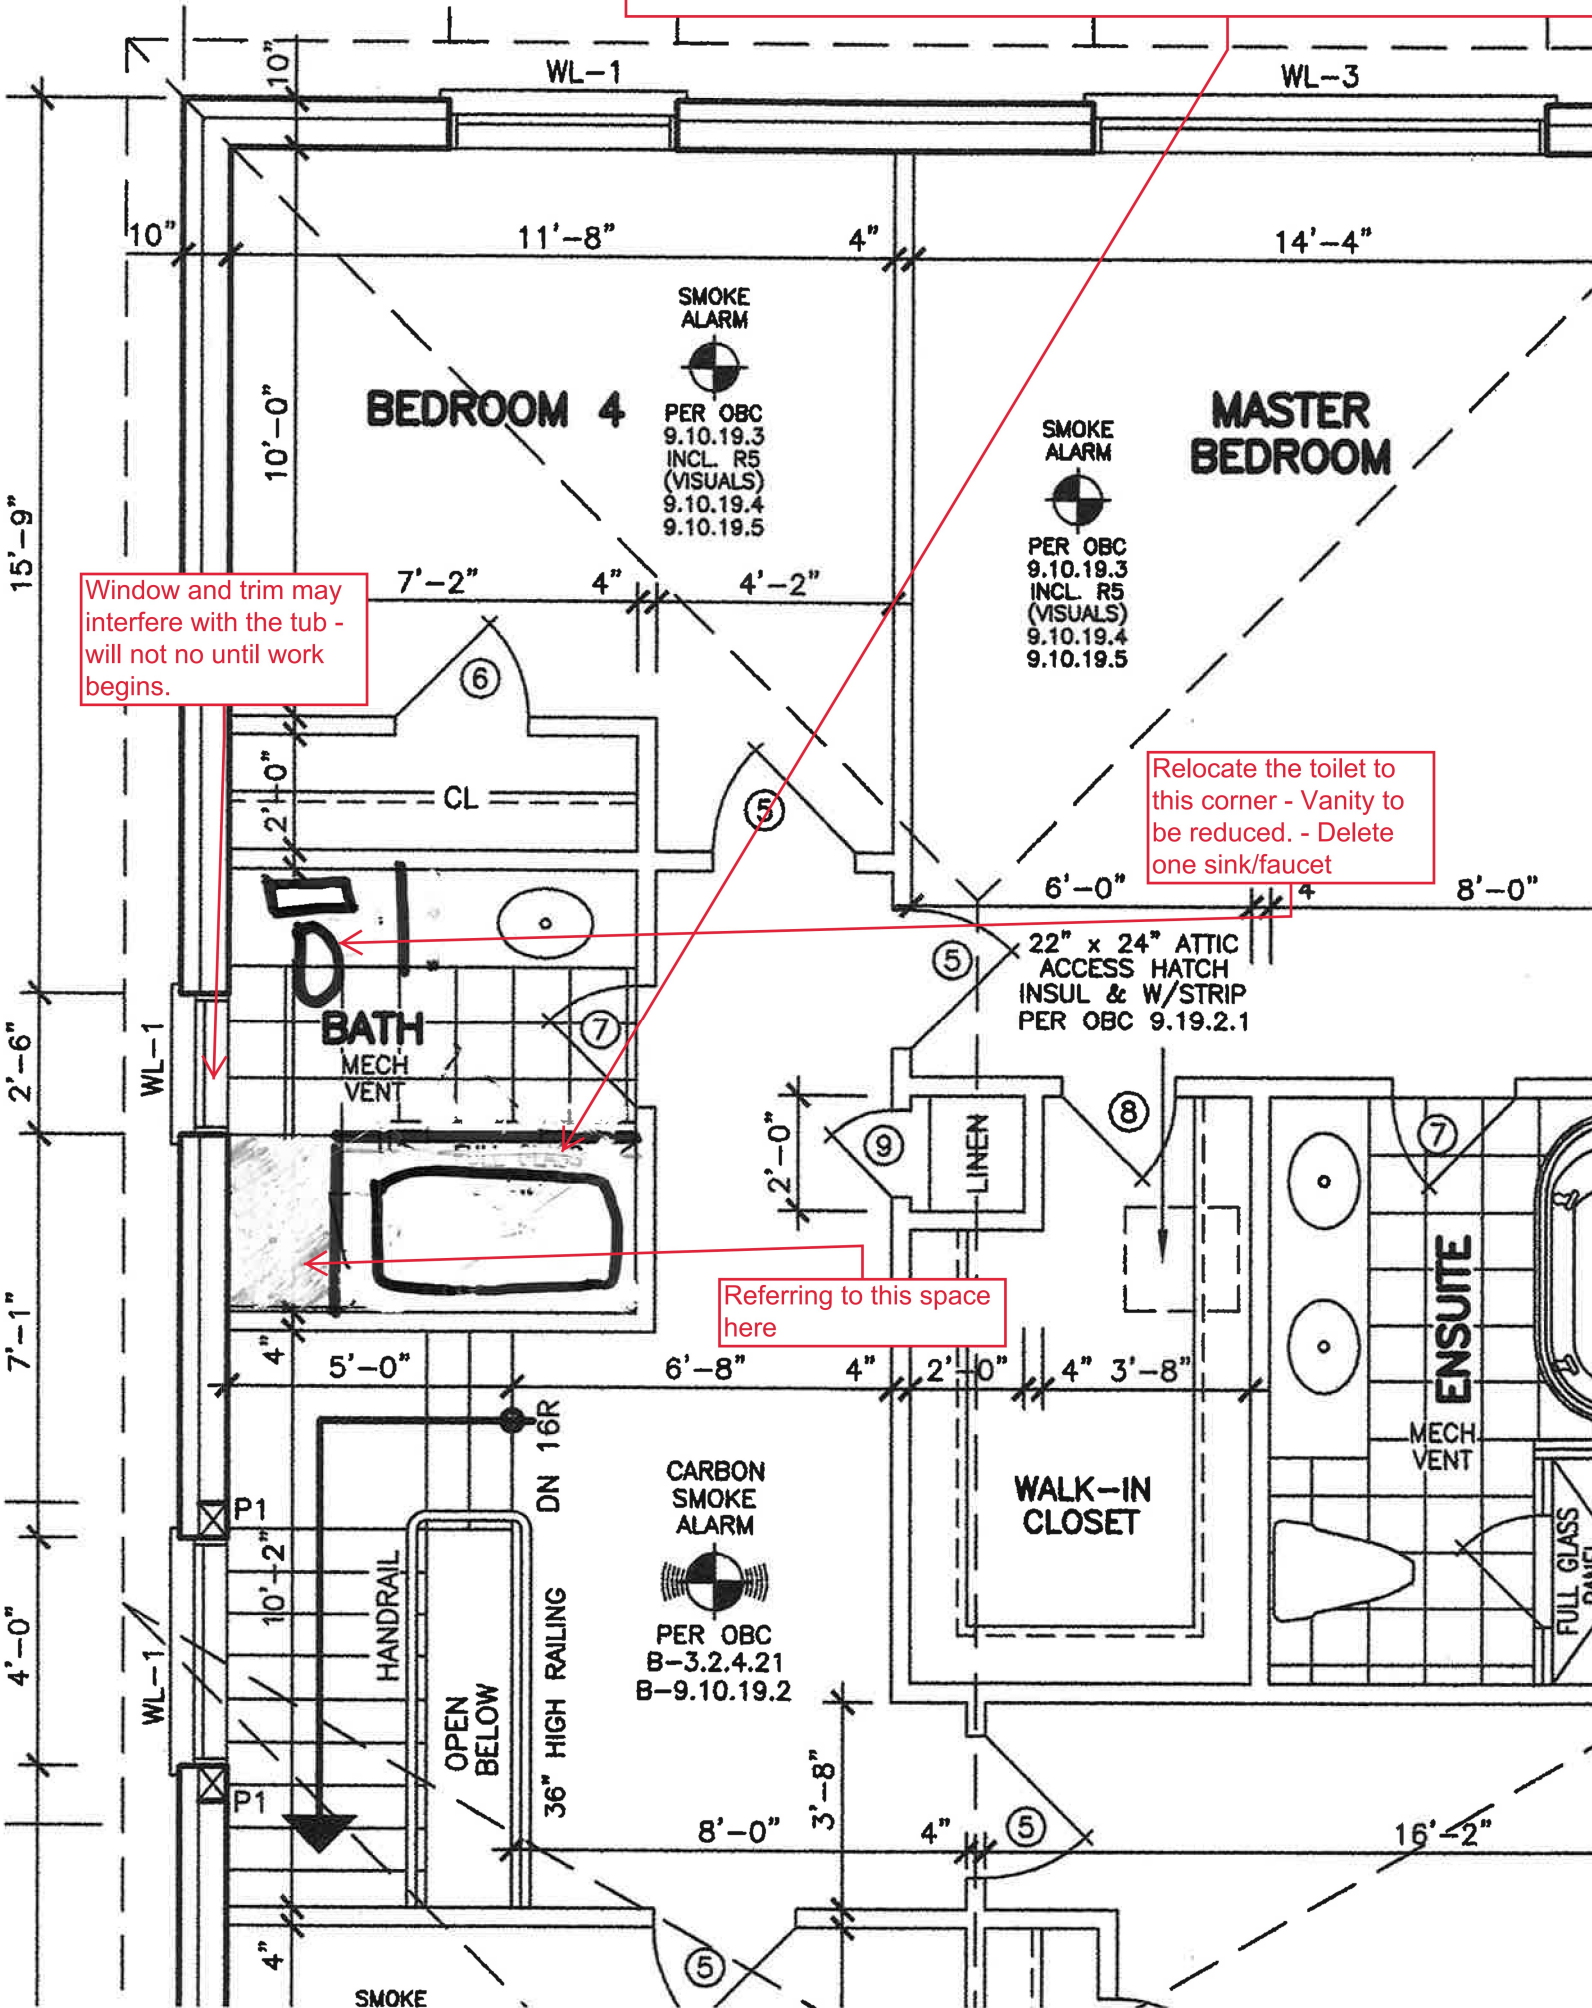 10"
WL-1
WL-3
10"
11'-8"
4"
14'-4"
SMOKE
ALARM
PER OBC
9.10.19.3
INCL. R5
(VISUALS)
9.10.19.4
9.10.19.5
BEDROOM 4
10'-0"
MASTER
BEDROOM
SMOKE
ALARM
PER OBC
9.10.19.3
INCL. R5
(VISUALS)
9.10.19.4
9.10.19.5
15'-9"
Window and trim may
interfere with the tub -
will not no until work
begins.
7'-2"
4"
4'-2"
6
2'-0"
CL
5
Relocate the toilet to
this corner - Vanity to
be reduced. - Delete
one sink/faucet
6'-0"
4"
8'-0"
5
22" x 24" ATTIC
ACCESS HATCH
INSUL & W/STRIP
PER OBC 9.19.2.1
2'-6"
WL-1
BATH
MECH
VENT
7
2'-0"
9
LINEN
8
7
FULL GLASS
Referring to this space
here
ENSUITE
MECH
VENT
7'-1"
4"
5'-0"
6'-8"
4"
2'-0"
4"
3'-8"
DN 16R
P1
10'-2"
HANDRAIL
CARBON
SMOKE
ALARM
PER OBC
B-3.2.4.21
B-9.10.19.2
WALK-IN
CLOSET
FULL GLASS
PANEL
4'-0"
WL-1
OPEN
BELOW
36" HIGH RAILING
P1
3'-8"
8'-0"
4"
5
16'-2"
4"
5
SMOKE